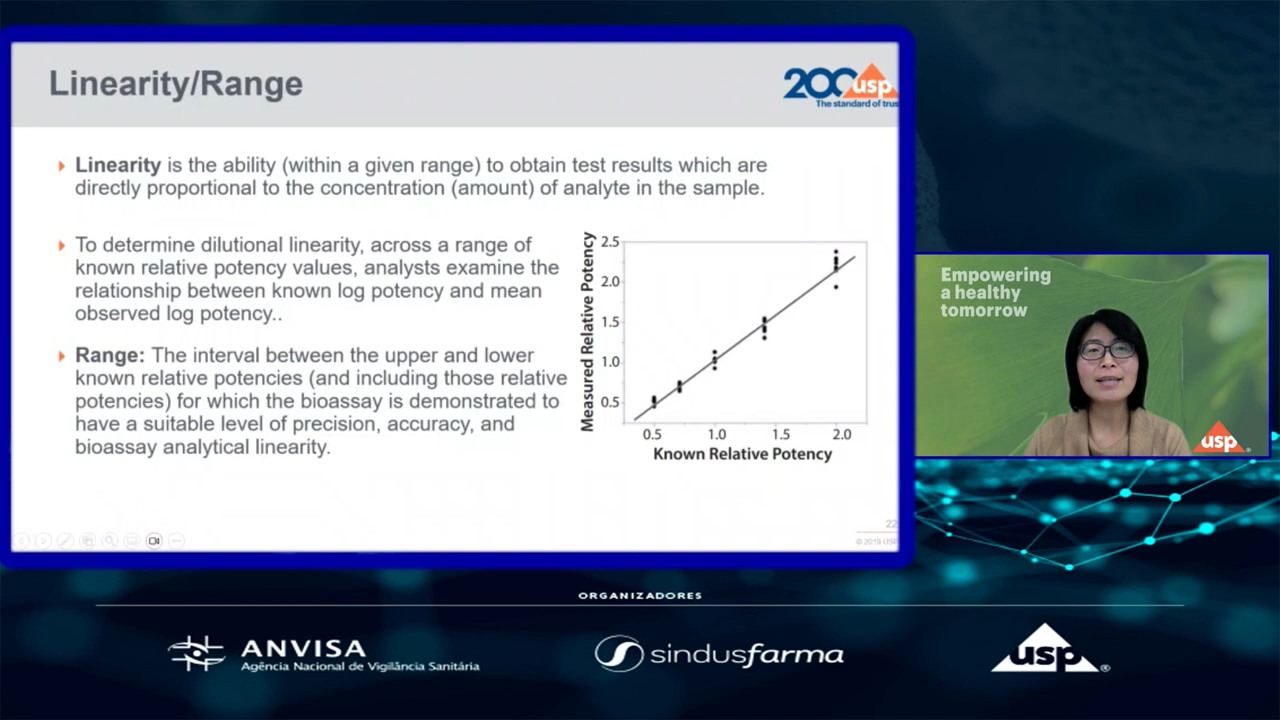 Linearity/Range
200 usp
The standard of trus
Linearity is the ability (within a given range) to obtain test results which are
directly proportional to the concentration (amount) of analyte in the sample.
To determine dilutional linearity, across a range of
known relative potency values, analysts examine the
relationship between known log potency and mean
observed log potency..
Range: The interval between the upper and lower
known relative potencies (and including those relative
potencies) for which the bioassay is demonstrated to
have a suitable level of precision, accuracy, and
bioassay analytical linearity.
Measured Relative Potency
2.5
2.0
1.5
1.0
0.5
0.5 1.0 1.5 2.0
Known Relative Potency
22
© 2019 USP
Empowering
a healthy
tomorrow
usp
ORGANIZADORES
ANVISA
Agência Nacional de Vigilância Sanitária
sindusfarma
usp